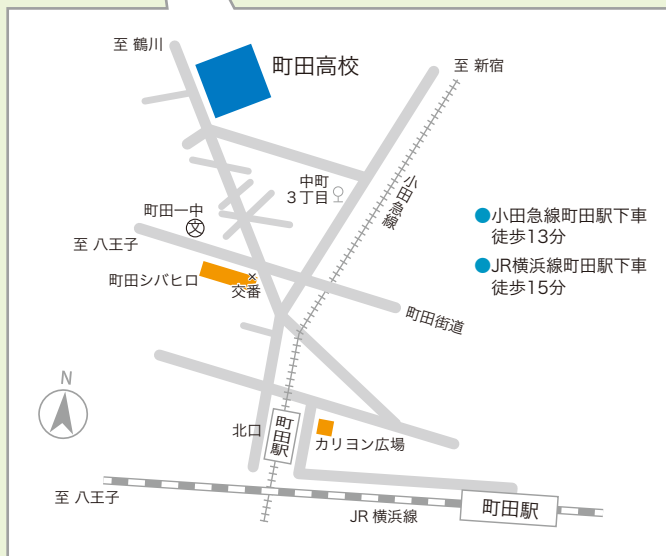 至 鶴川
町田高校
至 新宿
中町
３丁目
小田急線
町田一中
文
至 八王子
町田シバヒロ
交番
町田街道
●小田急線町田駅下車
徒歩13分
●JR横浜線町田駅下車
徒歩15分
N
北口
町田駅
カリヨン広場
至 八王子
JR 横浜線
町田駅